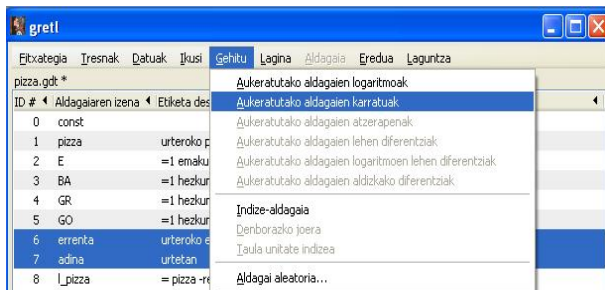 gretl
Fitxategia Tresnak Datuak Ikusi Gehitu Lagina Aldagaia Eredua Laguntza
pizza.gdt *
Aukeratutako aldagaien logaritmoak
ID # Aldagaiaren izena Etiketa des
Aukeratutako aldagaien karratuak
0 const
Aukeratutako aldagaien atzerapenak
1 pizza urteroko p
Aukeratutako aldagaien lehen diferentziak
2 E =1 emaku
Aukeratutako aldagaien logaritmoen lehen diferentziak
3 BA =1 hezkur
Aukeratutako aldagaien aldizkako diferentziak
4 GR =1 hezkur
5 GO =1 hezkur
Indize-aldagaia
6 errenta urteroko e
Denborazko joera
7 adina urtetan
Taula unitate indizea
8 l_pizza = pizza -re
Aldagai aleatoria...